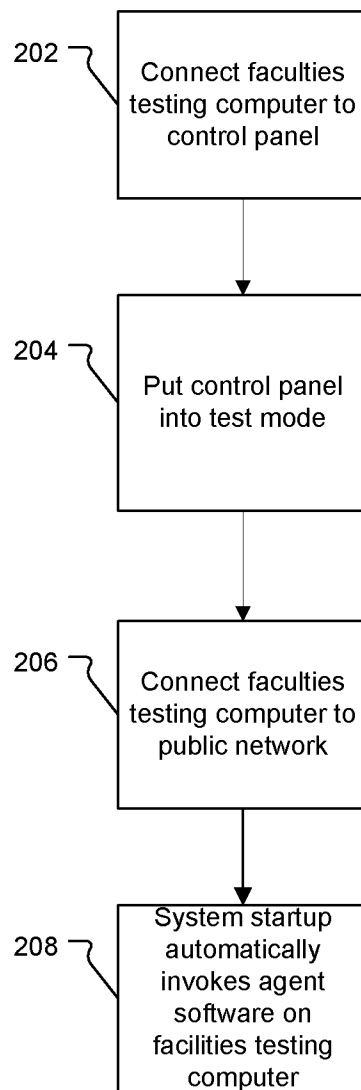 202
Connect faculties
testing computer to
control panel
204
Put control panel
into test mode
206
Connect faculties
testing computer to
public network
208
System startup
automatically
invokes agent
software on
facilities testing
computer